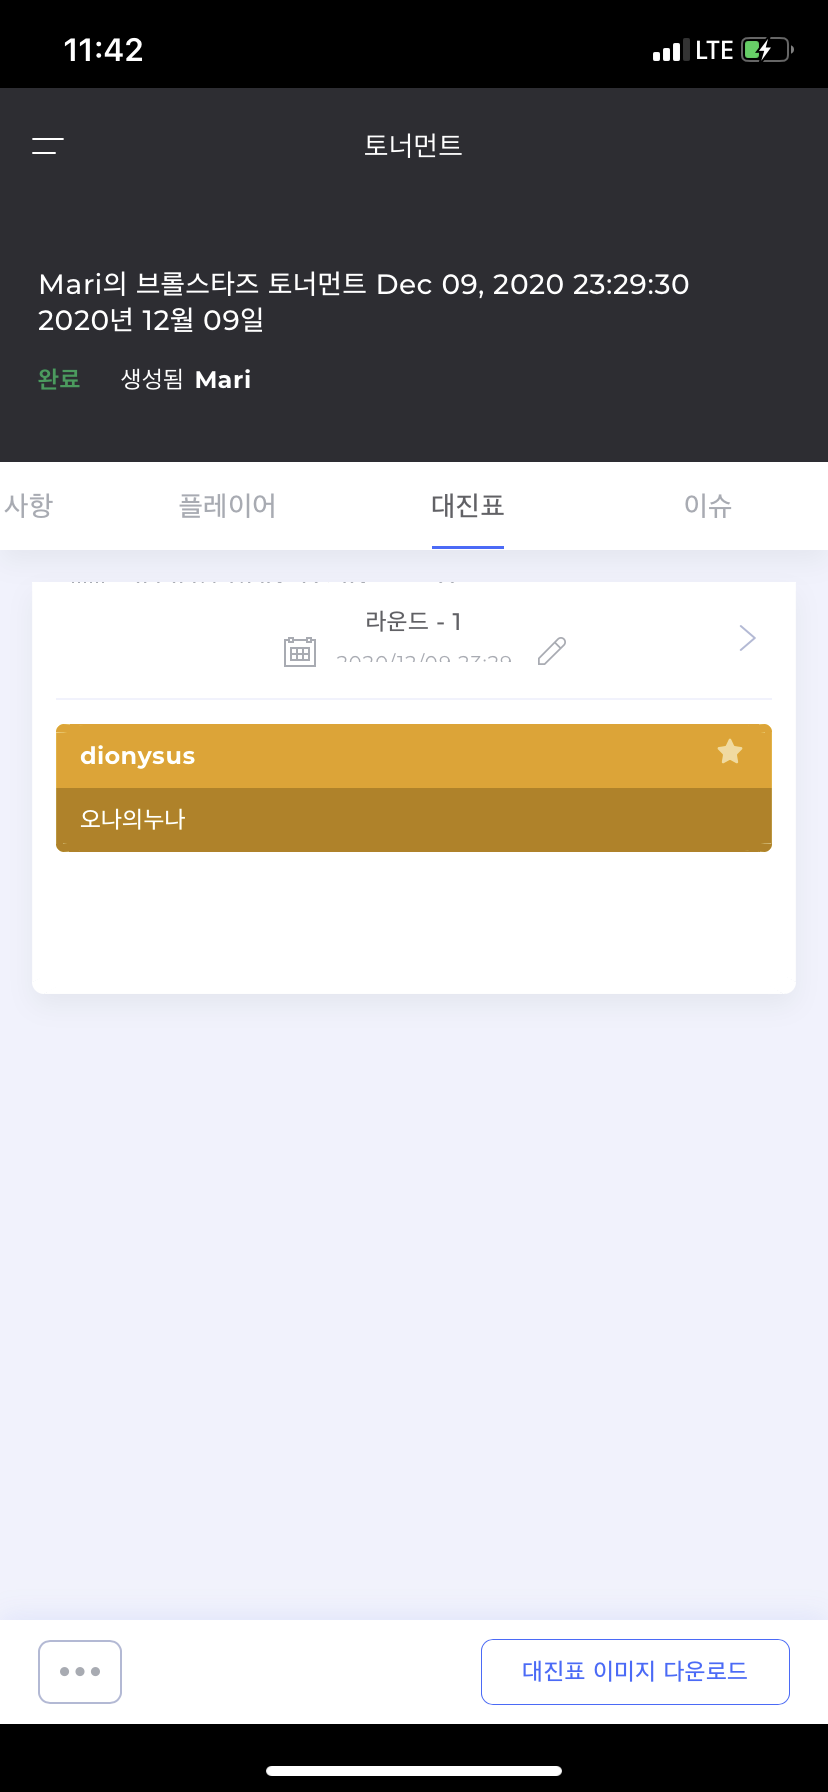 11:42
LTE
토너먼트
Mari의 브롤스타즈 토너먼트 Dec 09, 2020 23:29:30
2020년 12월 09일
완료 생성됨 Mari
사항 플레이어 대진표 이슈
라운드 - 1
2020/12/09 23:29
dionysus
오나의누나
대진표 이미지 다운로드